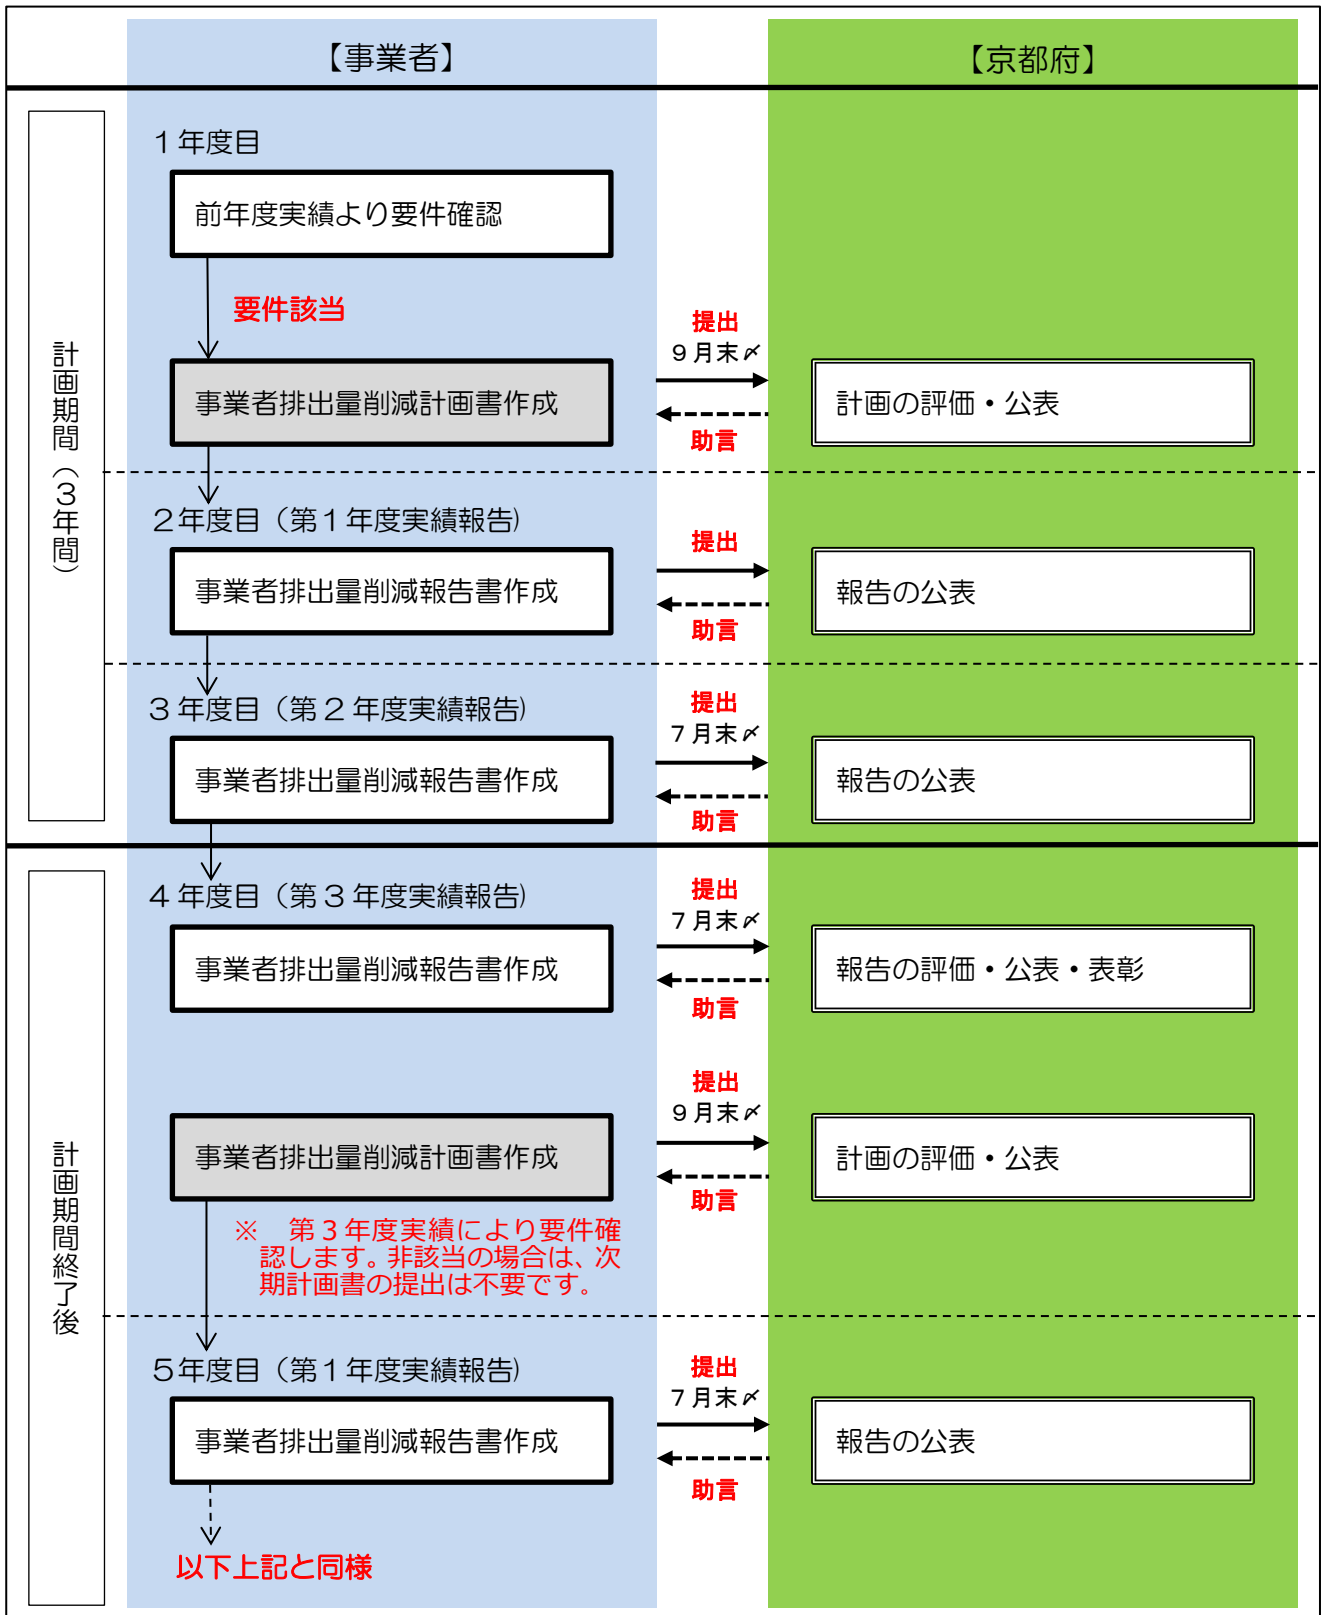 【事業者】
【京都府】
計画期間（３年間）
１年度目
前年度実績より要件確認
要件該当
提出
９月末〆
事業者排出量削減計画書作成
計画の評価・公表
助言
２年度目（第１年度実績報告）
提出
事業者排出量削減報告書作成
報告の公表
助言
３年度目（第２年度実績報告）
提出
７月末〆
事業者排出量削減報告書作成
報告の公表
助言
計画期間終了後
４年度目（第３年度実績報告）
提出
７月末〆
事業者排出量削減報告書作成
報告の評価・公表・表彰
助言
提出
９月末〆
事業者排出量削減計画書作成
計画の評価・公表
助言
※　第３年度実績により要件確
認します。非該当の場合は、次
期計画書の提出は不要です。
５年度目（第１年度実績報告）
提出
７月末〆
事業者排出量削減報告書作成
報告の公表
助言
以下上記と同様